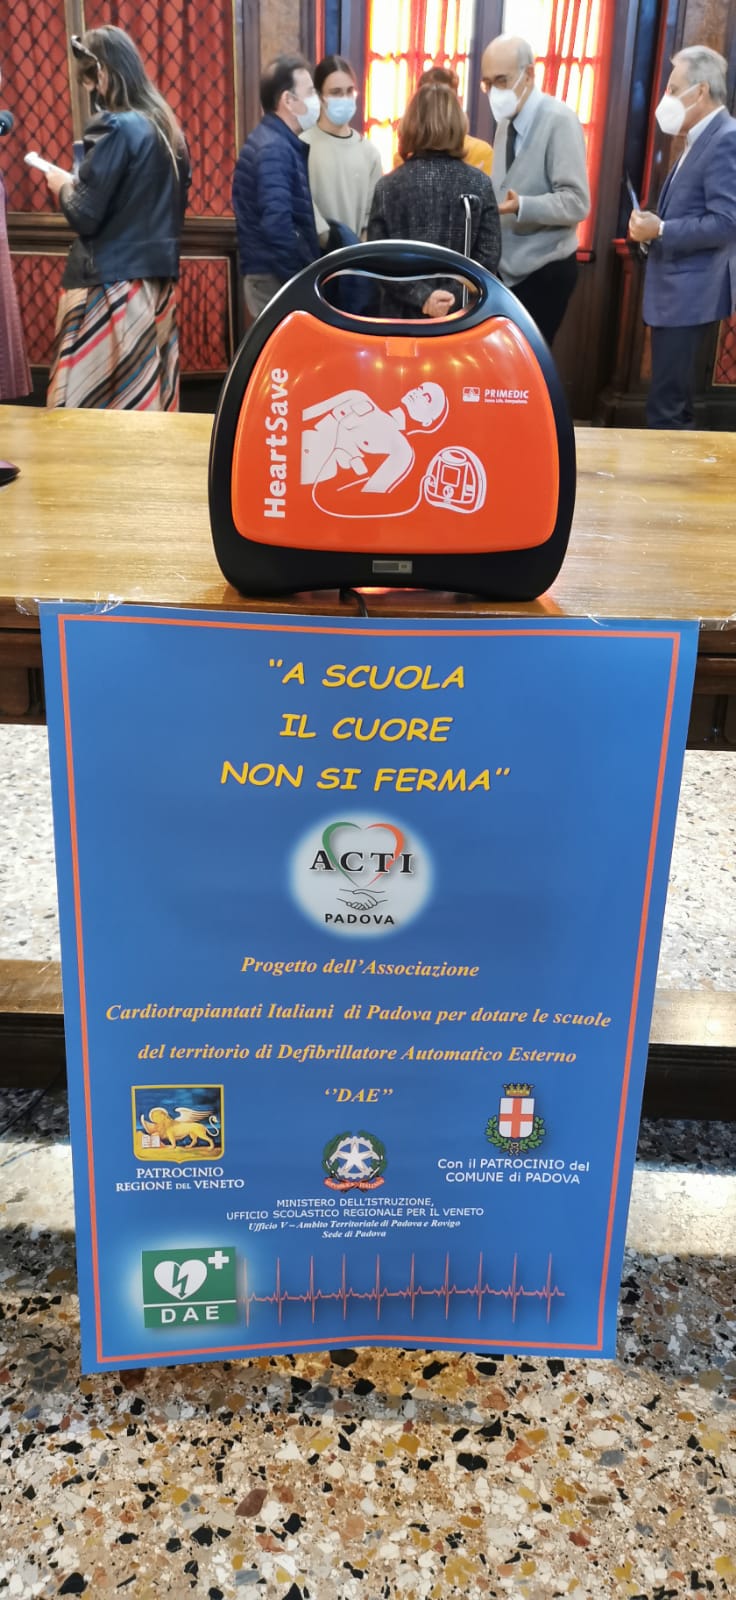 HeartSave
PRIMEDIC
Saves Life. Everywhere.
"A SCUOLA
IL CUORE
NON SI FERMA"
ACTI
PADOVA
Progetto dell'Associazione
Cardiotrapiantati Italiani di Padova per dotare le scuole
del territorio di Defibrillatore Automatico Esterno
‘’DAE’’
PATROCINIO
REGIONE DEL VENETO
Con il PATROCINIO del
COMUNE di PADOVA
MINISTERO DELL'ISTRUZIONE,
UFFICIO SCOLASTICO REGIONALE PER IL VENETO
Ufficio V – Ambito Territoriale di Padova e Rovigo
Sede di Padova
DAE